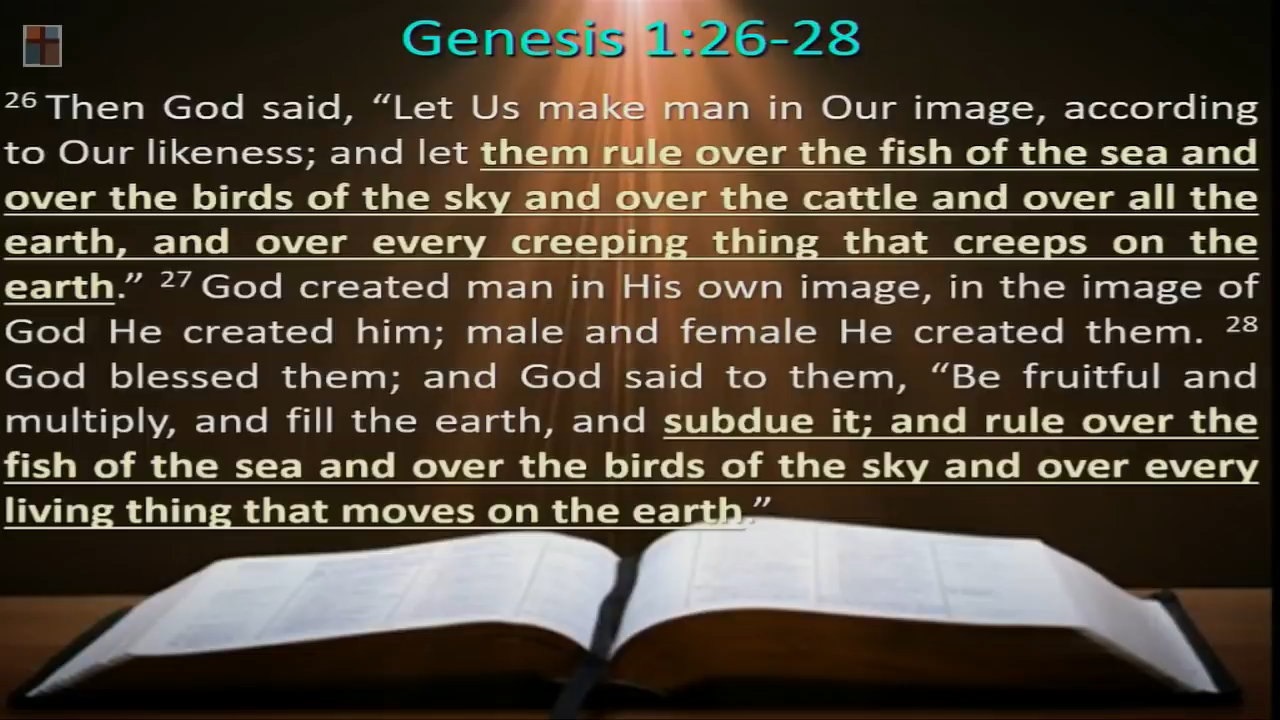 Genesis 1:26-28
26 Then God said, “Let Us make man in Our image, according
to Our likeness; and let them rule over the fish of the sea and
over the birds of the sky and over the cattle and over all the
earth, and over every creeping thing that creeps on the
earth.” 27 God created man in His own image, in the image of
God He created him; male and female He created them. 28
God blessed them; and God said to them, “Be fruitful and
multiply, and fill the earth, and subdue it; and rule over the
fish of the sea and over the birds of the sky and over every
living thing that moves on the earth.”